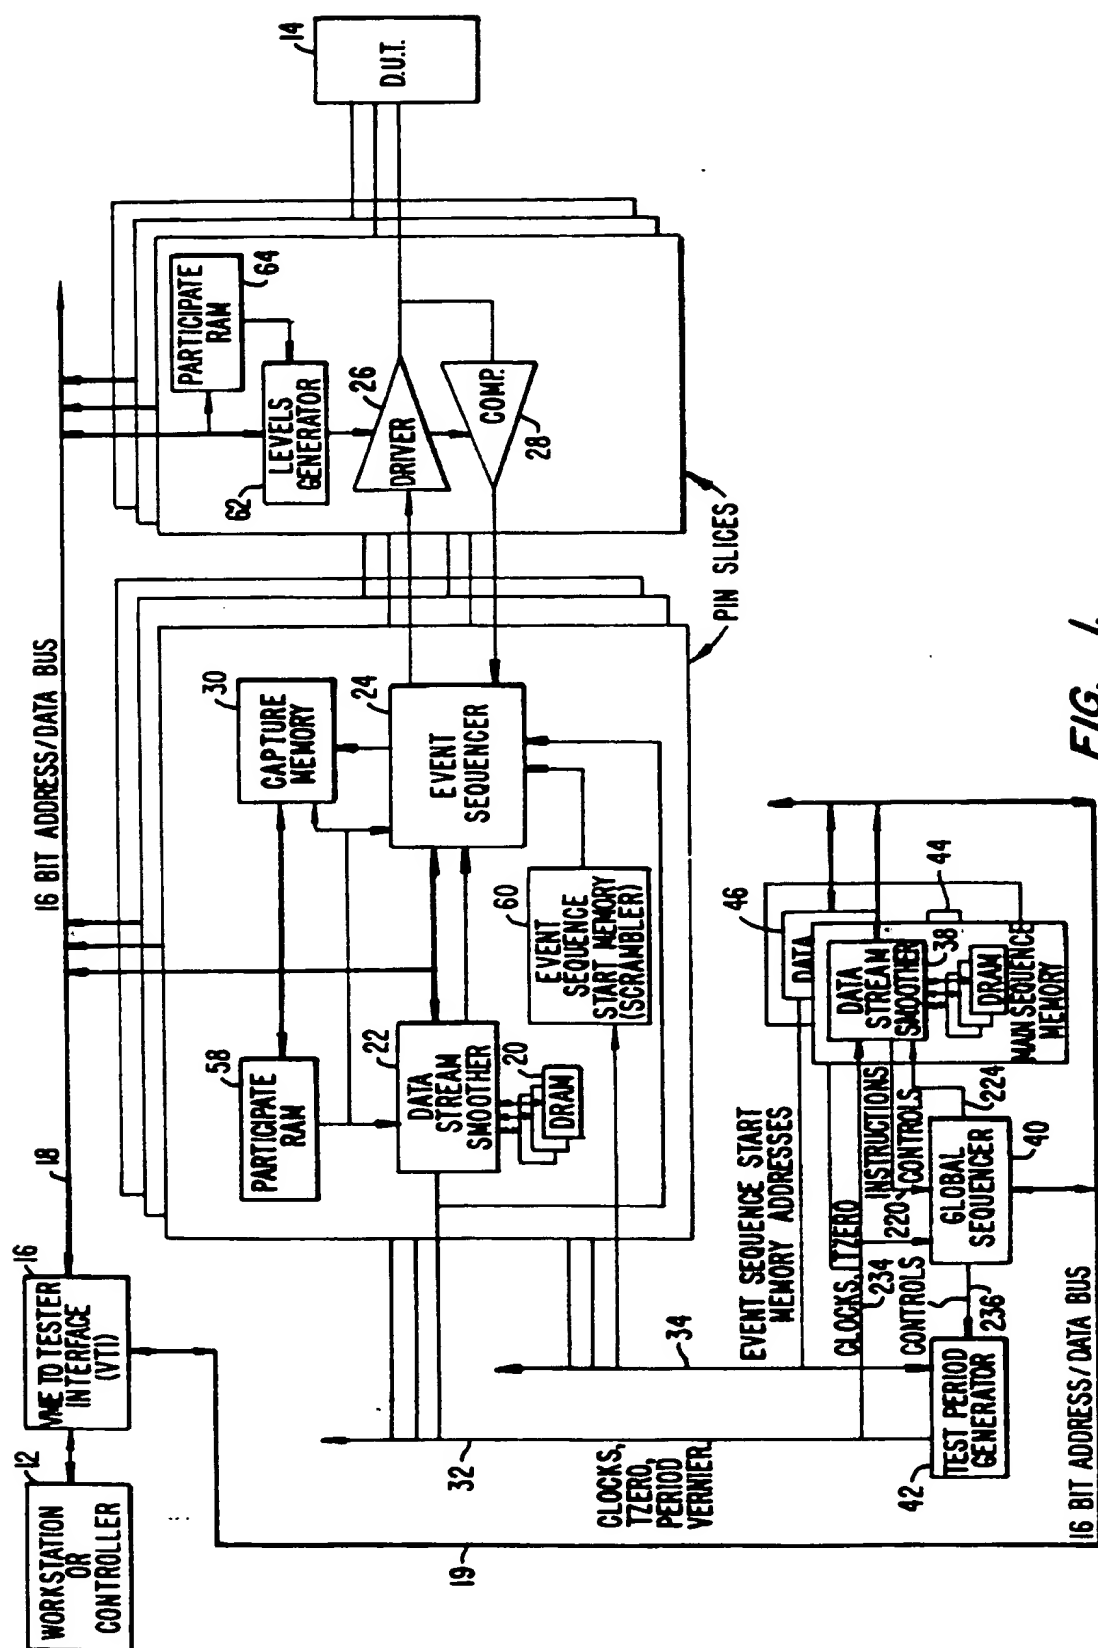 WORKSTATION
OR
CONTROLLER
12
VME TO TESTER
INTERFACE
(VTI)
16
18
16 BIT ADDRESS/DATA BUS
19
PARTICIPATE
RAM
58
CAPTURE
MEMORY
30
DATA
STREAM
SMOOTHER
22
DRAM
20
EVENT
SEQUENCER
24
EVENT
SEQUENCE
START MEMORY
(SCRAMBLER)
60
PARTICIPATE
RAM
64
LEVELS
GENERATOR
62
DRIVER
26
COMP.
28
D.U.T.
14
PIN SLICES
32
CLOCKS,
TZERO,
PERIOD
VERNIER
34
EVENT SEQUENCE START
MEMORY ADDRESSES
CLOCKS, TZERO
234
INSTRUCTIONS
220
CONTROLS
224
CONTROLS
236
TEST PERIOD
GENERATOR
42
GLOBAL
SEQUENCER
40
DATA
46
DATA
STREAM
SMOOTHER
38
DRAM
MAIN SEQUENCE
MEMORY
44
16 BIT ADDRESS/DATA BUS
FIG. 1.